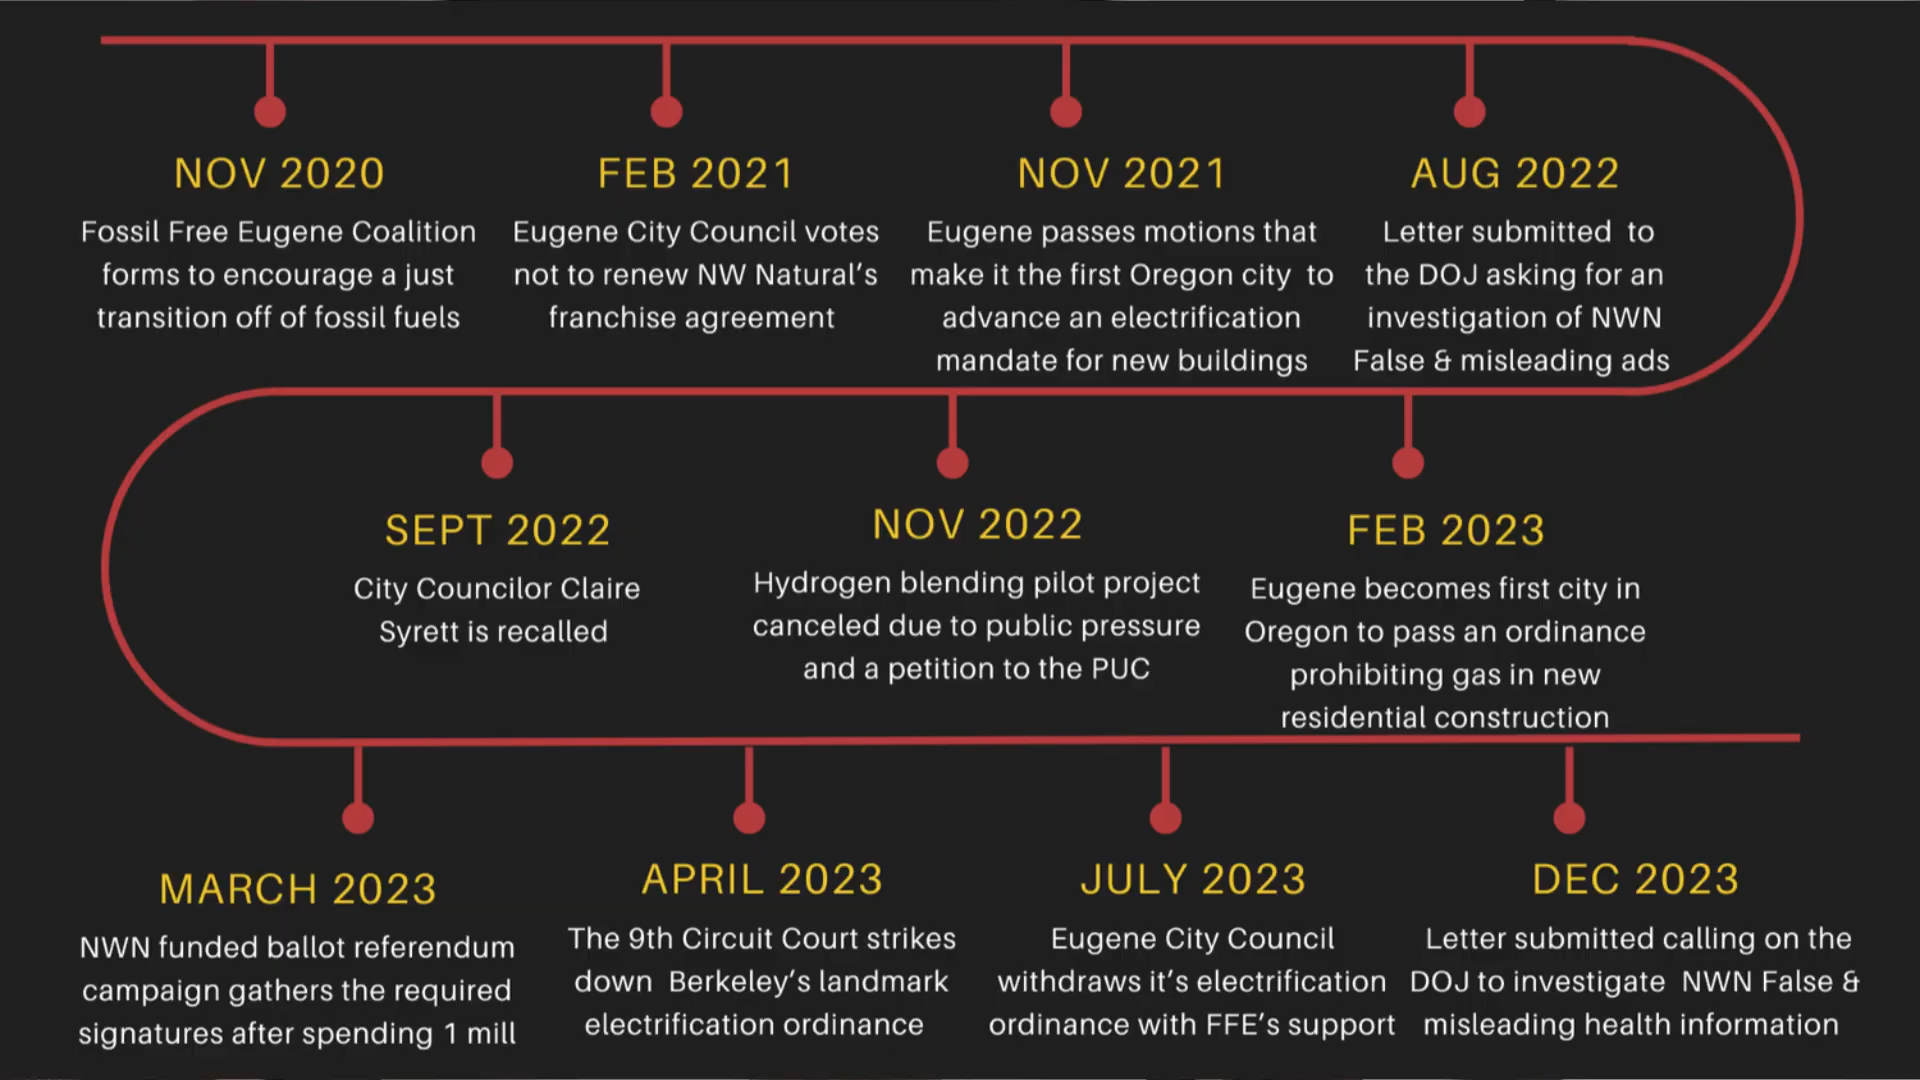 NOV 2020
Fossil Free Eugene Coalition
forms to encourage a just
transition off of fossil fuels
FEB 2021
Eugene City Council votes
not to renew NW Natural’s
franchise agreement
NOV 2021
Eugene passes motions that
make it the first Oregon city to
advance an electrification
mandate for new buildings
AUG 2022
Letter submitted to
the DOJ asking for an
investigation of NWN
False & misleading ads
SEPT 2022
City Councilor Claire
Syrett is recalled
NOV 2022
Hydrogen blending pilot project
canceled due to public pressure
and a petition to the PUC
FEB 2023
Eugene becomes first city in
Oregon to pass an ordinance
prohibiting gas in new
residential construction
MARCH 2023
NWN funded ballot referendum
campaign gathers the required
signatures after spending 1 mill
APRIL 2023
The 9th Circuit Court strikes
down Berkeley’s landmark
electrification ordinance
JULY 2023
Eugene City Council
withdraws it’s electrification
ordinance with FFE’s support
DEC 2023
Letter submitted calling on the
DOJ to investigate NWN False &
misleading health information